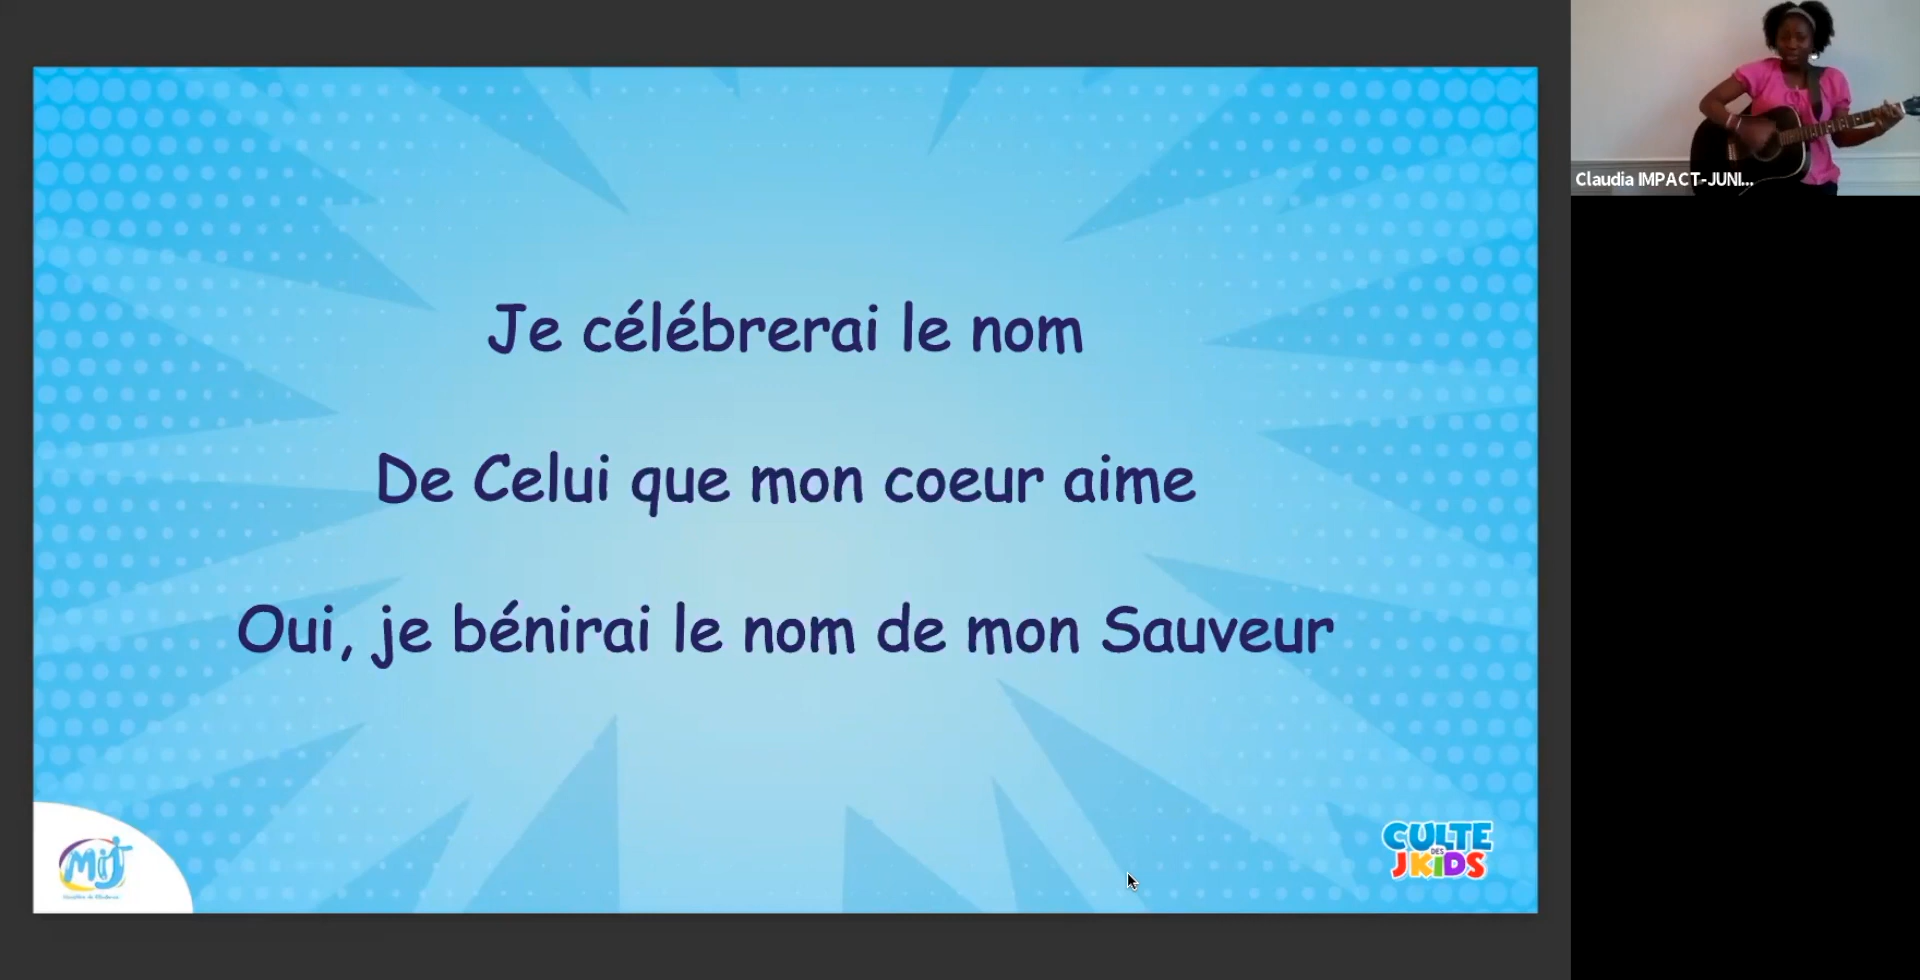 Claudia IMPACT-JUNI...
Je célébrerai le nom
De Celui que mon coeur aime
Oui, je bénirai le nom de mon Sauveur
MIJ
CULTE
DES
JKIDS